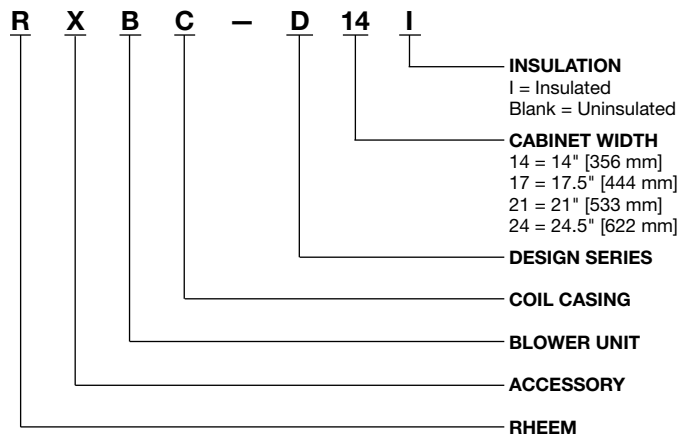 R X B C — D 14 I
INSULATION
I = Insulated
Blank = Uninsulated
CABINET WIDTH
14 = 14" [356 mm]
17 = 17.5" [444 mm]
21 = 21" [533 mm]
24 = 24.5" [622 mm]
DESIGN SERIES
COIL CASING
BLOWER UNIT
ACCESSORY
RHEEM